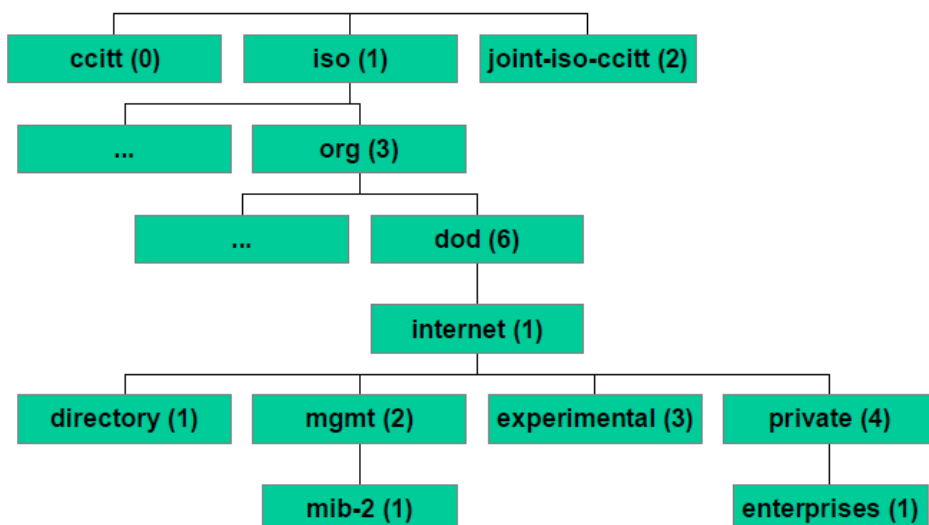 ccitt (0)
iso (1)
joint-iso-ccitt (2)
...
org (3)
...
dod (6)
internet (1)
directory (1)
mgmt (2)
experimental (3)
private (4)
mib-2 (1)
enterprises (1)